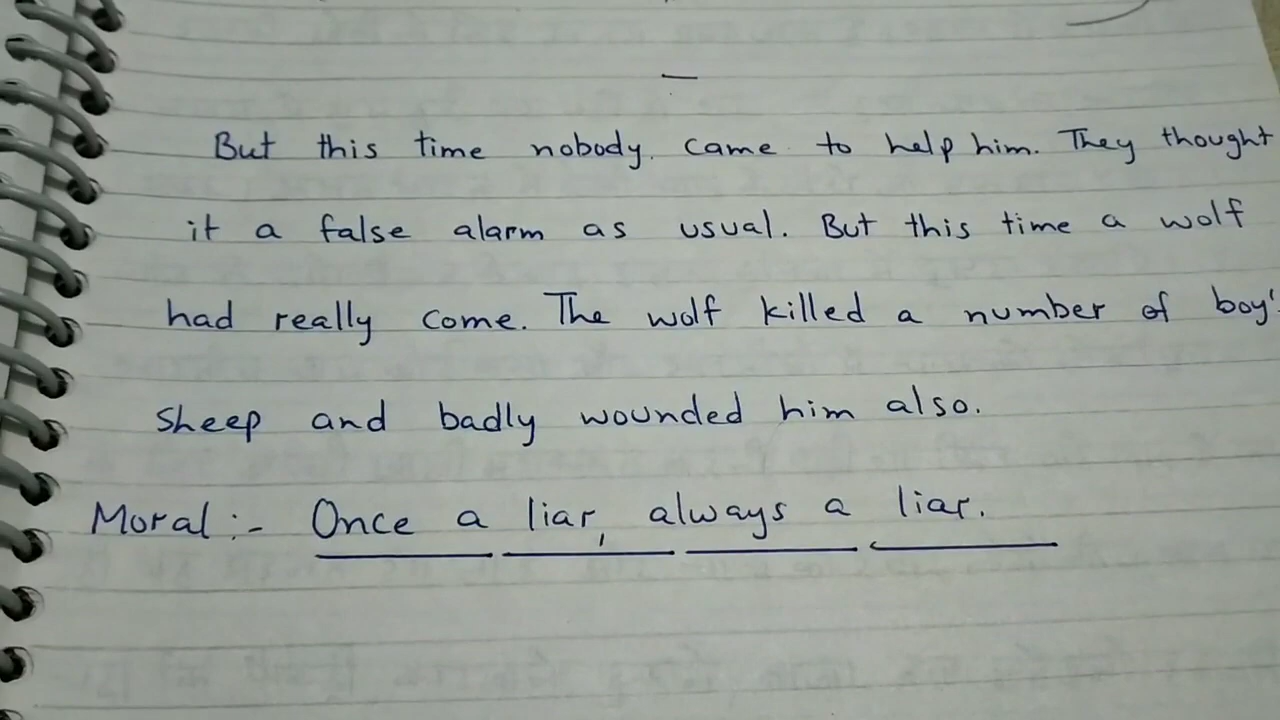 But this time nobody. came to help him. They thought
it a false alarm as usual. But this time a wolf
had really come. The wolf killed a number of boy's
sheep and badly wounded him also.
Moral :- Once a liar, always a liar.